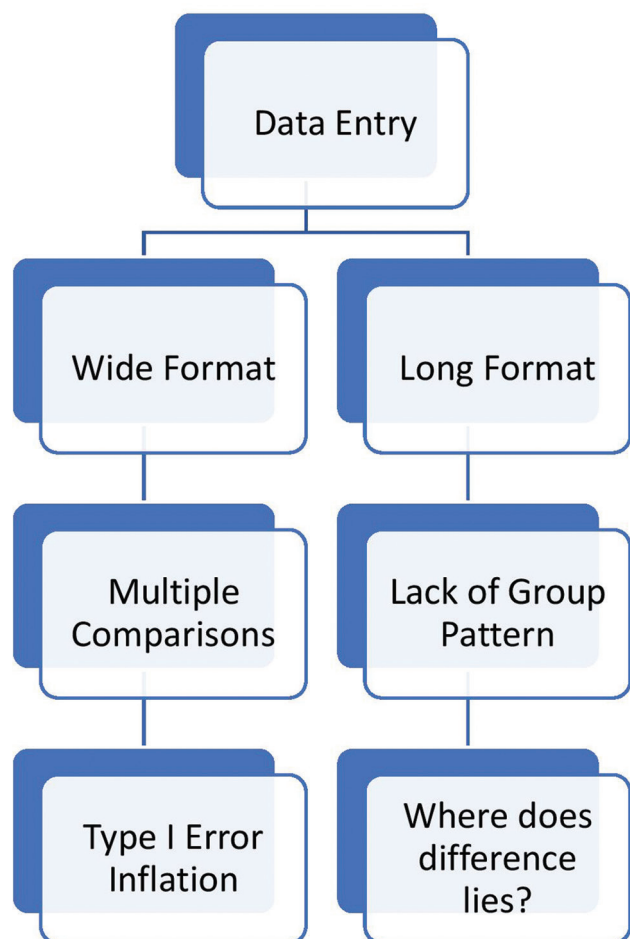 Data Entry
Wide Format
Long Format
Multiple
Comparisons
Lack of Group
Pattern
Type I Error
Inflation
Where does
difference
lies?